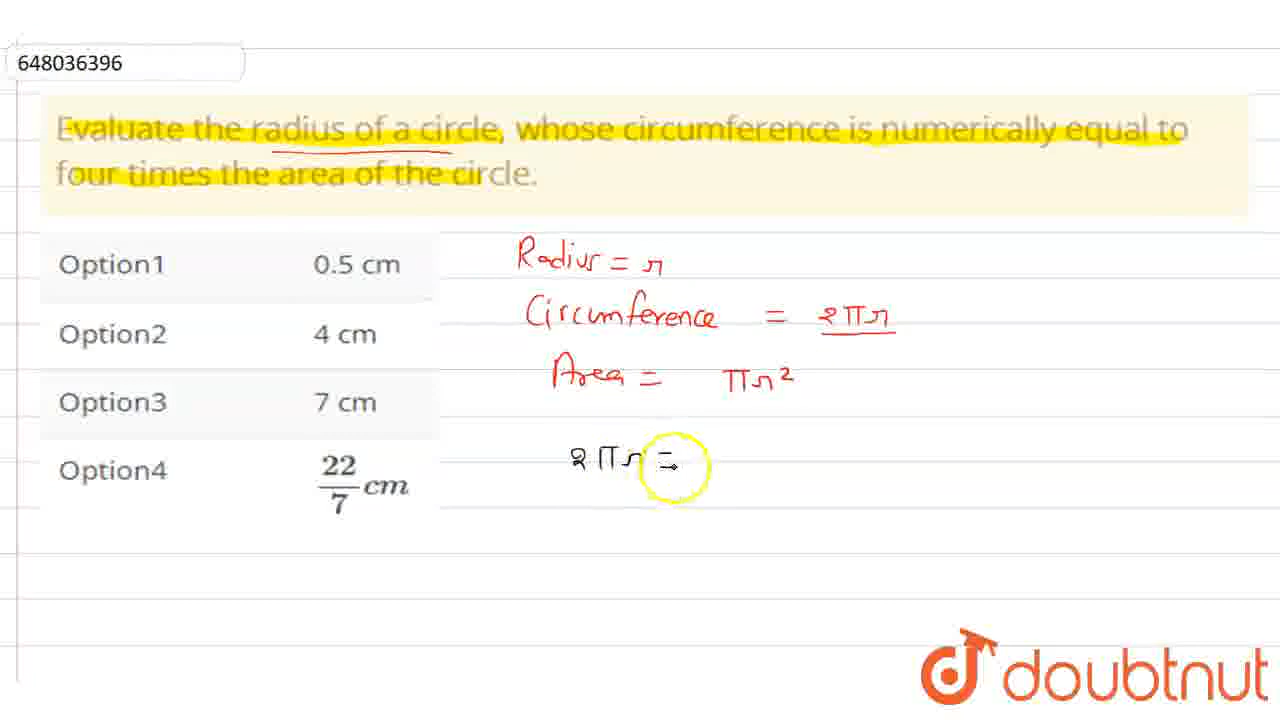 648036396
Evaluate the radius of a circle, whose circumference is numerically equal to
four times the area of the circle.
Option1 0.5 cm
Option2 4 cm
Option3 7 cm
Option4 22/7 cm
Radius = r
Circumference = 2πr
Area = πr²
2πr =
doubtnut